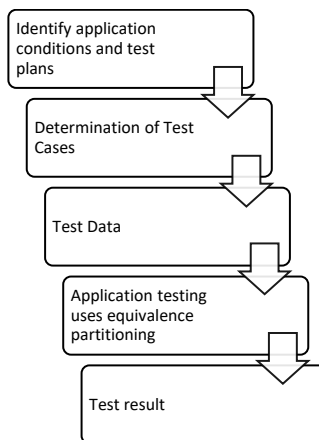 Identify application
conditions and test
plans
Determination of Test
Cases
Test Data
Application testing
uses equivalence
partitioning
Test result